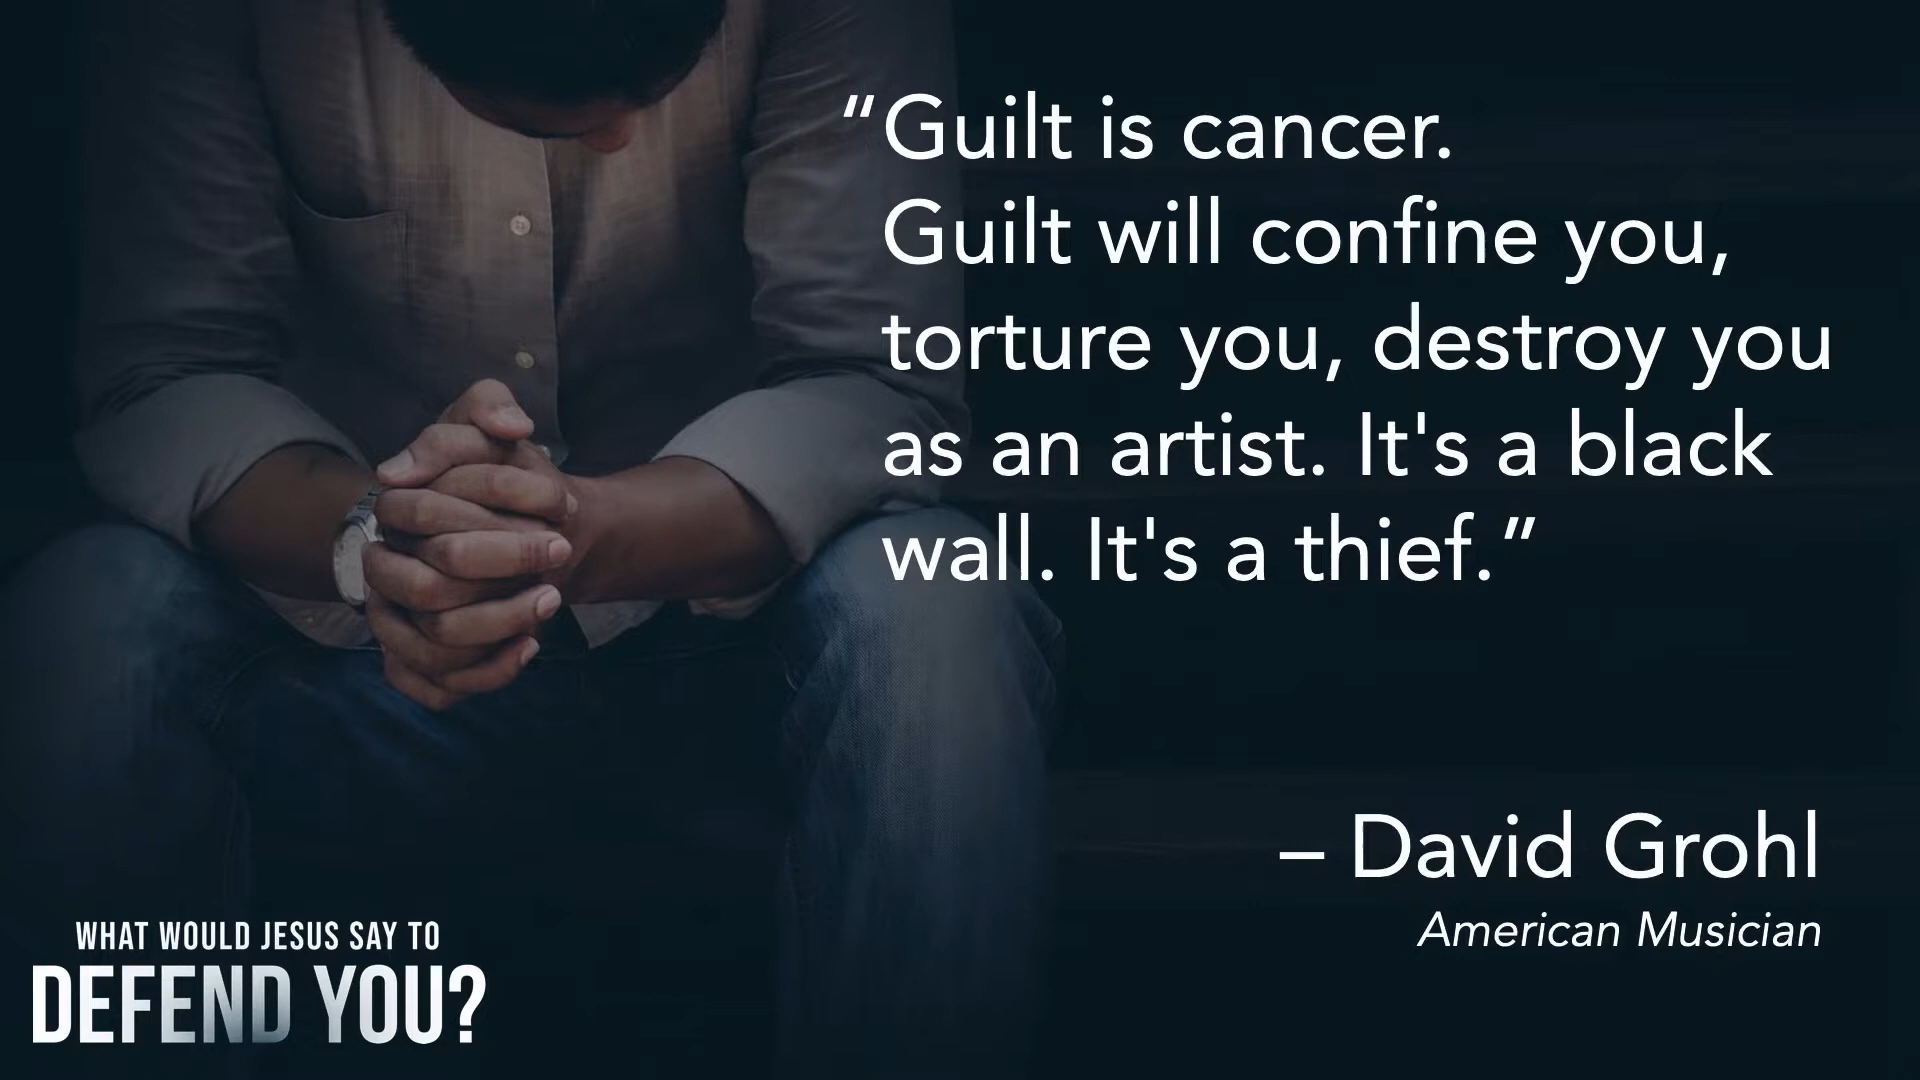 “Guilt is cancer.
Guilt will confine you,
torture you, destroy you
as an artist. It's a black
wall. It's a thief.”
– David Grohl
American Musician
WHAT WOULD JESUS SAY TO
DEFEND YOU?